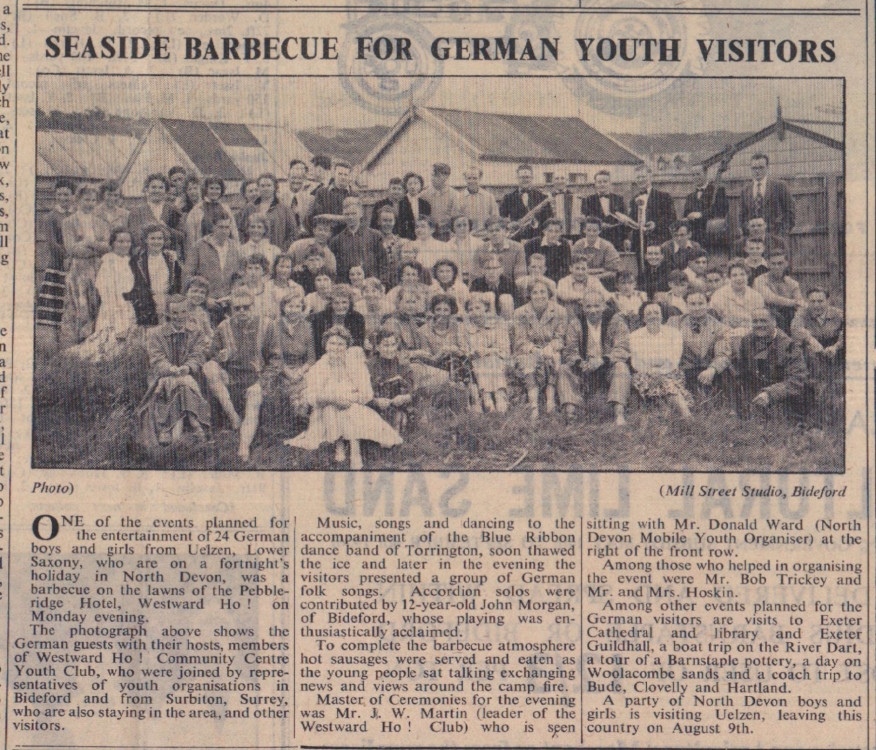 SEASIDE BARBECUE FOR GERMAN YOUTH VISITORS
Photo)
(Mill Street Studio, Bideford
ONE of the events planned for
the entertainment of 24 German
boys and girls from Uelzen, Lower
Saxony, who are on a fortnight's
holiday in North Devon, was a
barbecue on the lawns of the Pebble-
ridge Hotel, Westward Ho! on
Monday evening.
The photograph above shows the
German guests with their hosts, members
of Westward Ho! Community Centre
Youth Club, who were joined by repre-
sentatives of youth organisations in
Bideford and from Surbiton, Surrey,
who are also staying in the area, and other
visitors.
Music, songs and dancing to the
accompaniment of the Blue Ribbon
dance band of Torrington, soon thawed
the ice and later in the evening the
visitors presented a group of German
folk songs. Accordion solos were
contributed by 12-year-old John Morgan,
of Bideford, whose playing was en-
thusiastically acclaimed.
To complete the barbecue atmosphere
hot sausages were served and eaten as
the young people sat talking exchanging
news and views around the camp fire.
Master of Ceremonies for the evening
was Mr. J. W. Martin (leader of the
Westward Ho! Club) who is seen
sitting with Mr. Donald Ward (North
Devon Mobile Youth Organiser) at the
right of the front row.
Among those who helped in organising
the event were Mr. Bob Trickey and
Mr. and Mrs. Hoskin.
Among other events planned for the
German visitors are visits to Exeter
Cathedral and library and Exeter
Guildhall, a boat trip on the River Dart,
a tour of a Barnstaple pottery, a day on
Woolacombe sands and a coach trip to
Bude, Clovelly and Hartland.
A party of North Devon boys and
girls is visiting Uelzen, leaving this
country on August 9th.